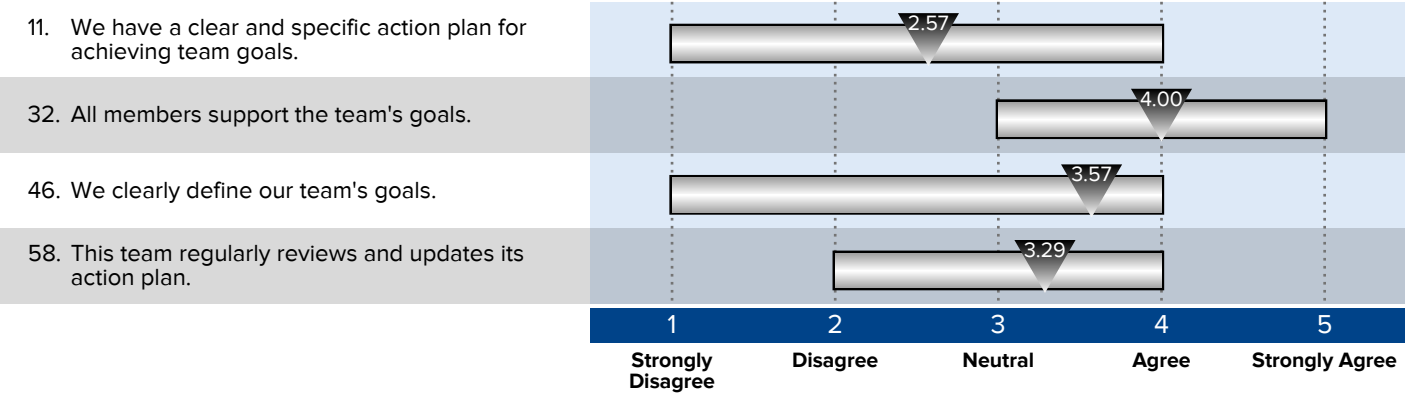 11. We have a clear and specific action plan for
achieving team goals.
2.57
32. All members support the team's goals.
4.00
46. We clearly define our team's goals.
3.57
58. This team regularly reviews and updates its
action plan.
3.29
1 2 3 4 5
Strongly Disagree Neutral Agree Strongly Agree
Disagree